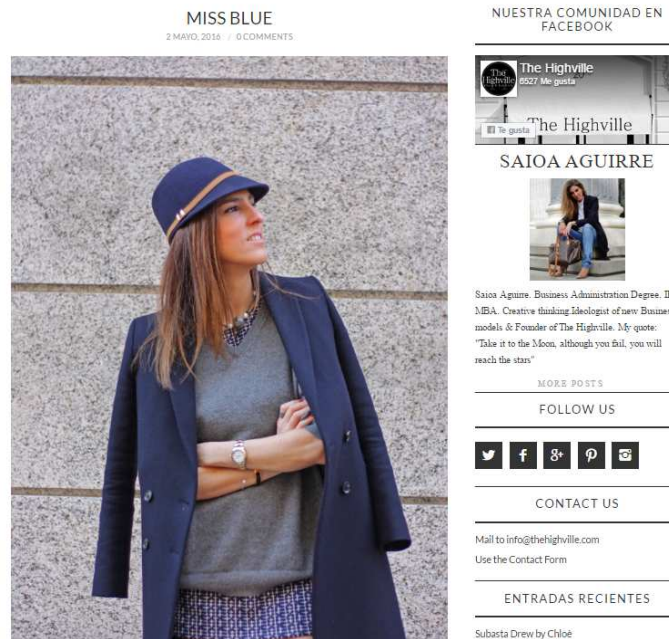 MISS BLUE
2 MAYO, 2016 / 0 COMMENTS
NUESTRA COMUNIDAD EN
FACEBOOK
The Highville
The Highville
6527 Me gusta
Te gusta
The Highville
SAIOA AGUIRRE
Saioa Aguirre. Business Administration Degree. I
MBA. Creative thinking.Ideologist of new Busine
models & Founder of The Highville. My quote:
"Take it to the Moon, although you fail, you will
reach the stars"
MORE POSTS
FOLLOW US
CONTACT US
Mail to info@thehighville.com
Use the Contact Form
ENTRADAS RECIENTES
Subasta Drew by Chloé